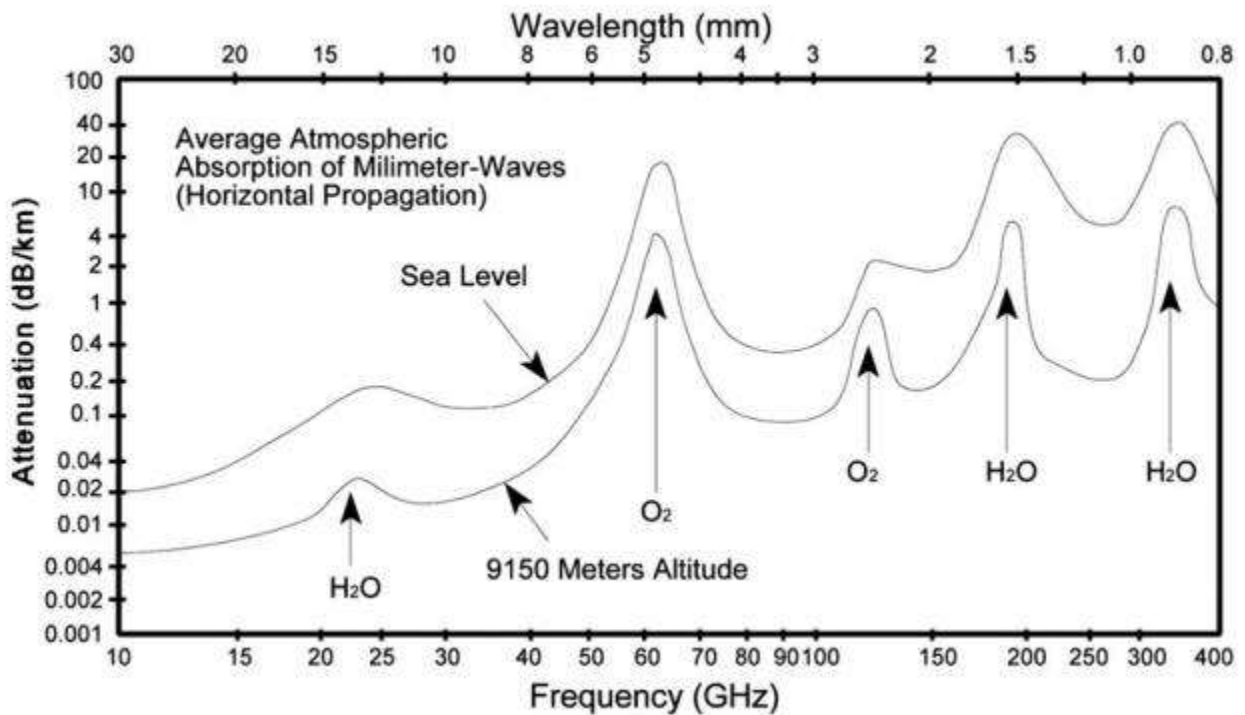 Wavelength (mm)
30 20 15 10 8 6 5 4 3 2 1.5 1.0 0.8
Average Atmospheric
Absorption of Milimeter-Waves
(Horizontal Propagation)
Attenuation (dB/km)
100
40
20
10
4
2
1
0.4
0.2
0.1
0.04
0.02
0.01
0.004
0.002
0.001
Sea Level
9150 Meters Altitude
H₂O
O₂
O₂
H₂O
H₂O
10 15 20 25 30 40 50 60 70 80 90 100 150 200 250 300 400
Frequency (GHz)